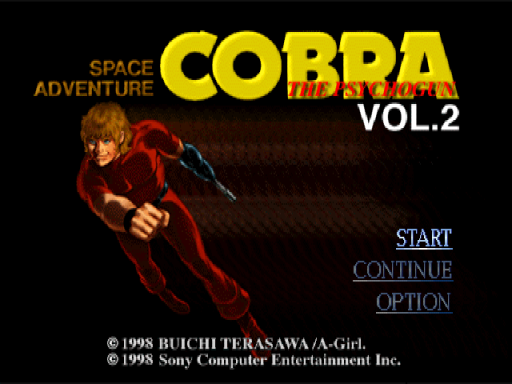 SPACE ADVENTURE
COBRA
THE PSYCHOGUN
VOL.2
START
CONTINUE
OPTION
© 1998 BUICHI TERASAWA /A-Girl.
© 1998 Sony Computer Entertainment Inc.